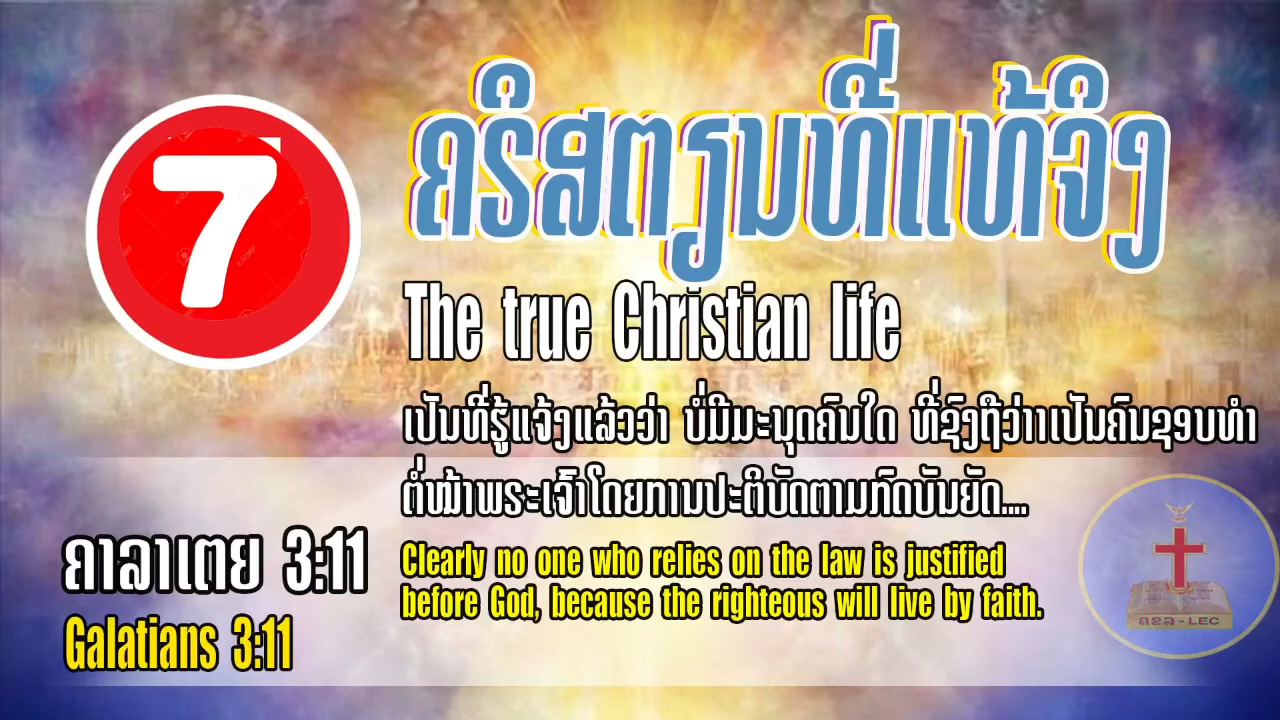 7
ຄຣິສຕຽນທີ່ແທ້ຈິງ
The true Christian life
ເປັນທີ່ຮູ້ແຈ້ງແລ້ວວ່າ ບໍ່ມີມະນຸດຄົນໃດ ທີ່ຊົງຖືວ່າາເປັນຄົນຊອບທຳ
ຕໍ່ໜ້າພຣະເຈົ້າໂດຍການປະຕິບັດຕາມກົດບັນຍັດ....
ຄາລາເຕຍ 3:11
Clearly no one who relies on the law is justified
before God, because the righteous will live by faith.
Galatians 3:11
ຄຂລ - LEC